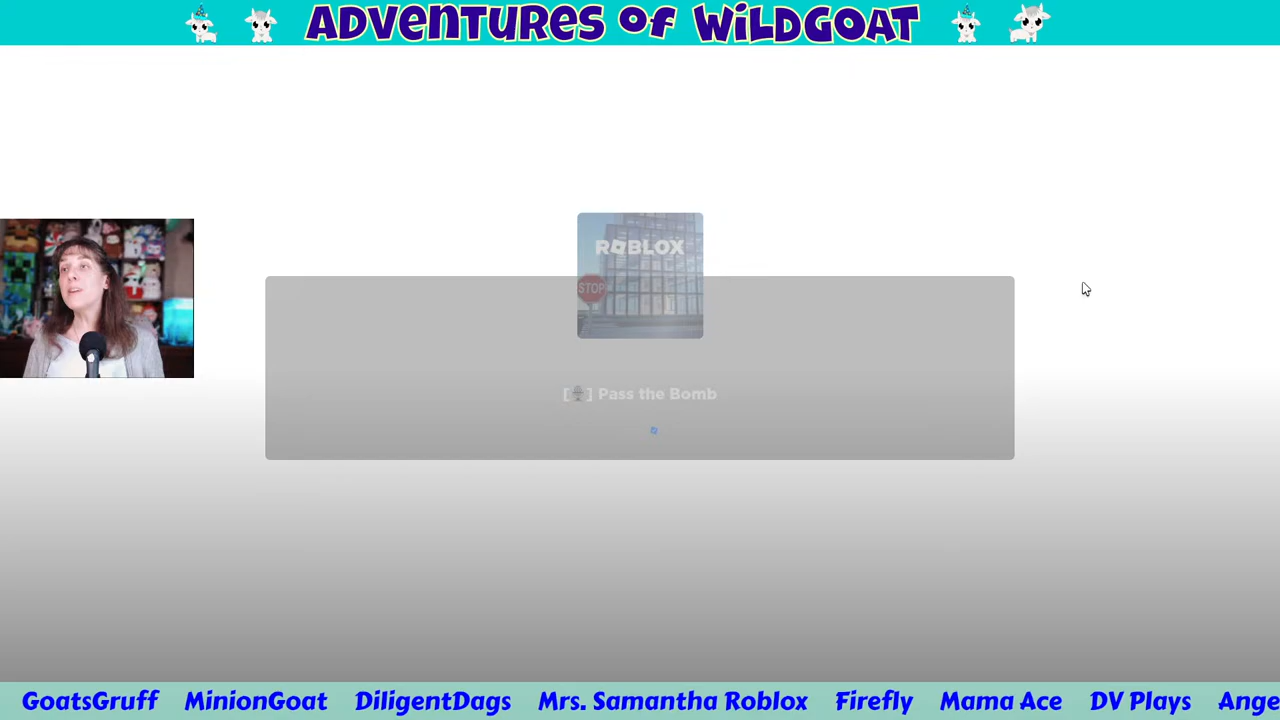 ADVENTURES OF WILDGOAT
ROBLOX
STOP
[🎙] Pass the Bomb
GoatsGruff MinionGoat DiligentDags Mrs. Samantha Roblox Firefly Mama Ace DV Plays Ange